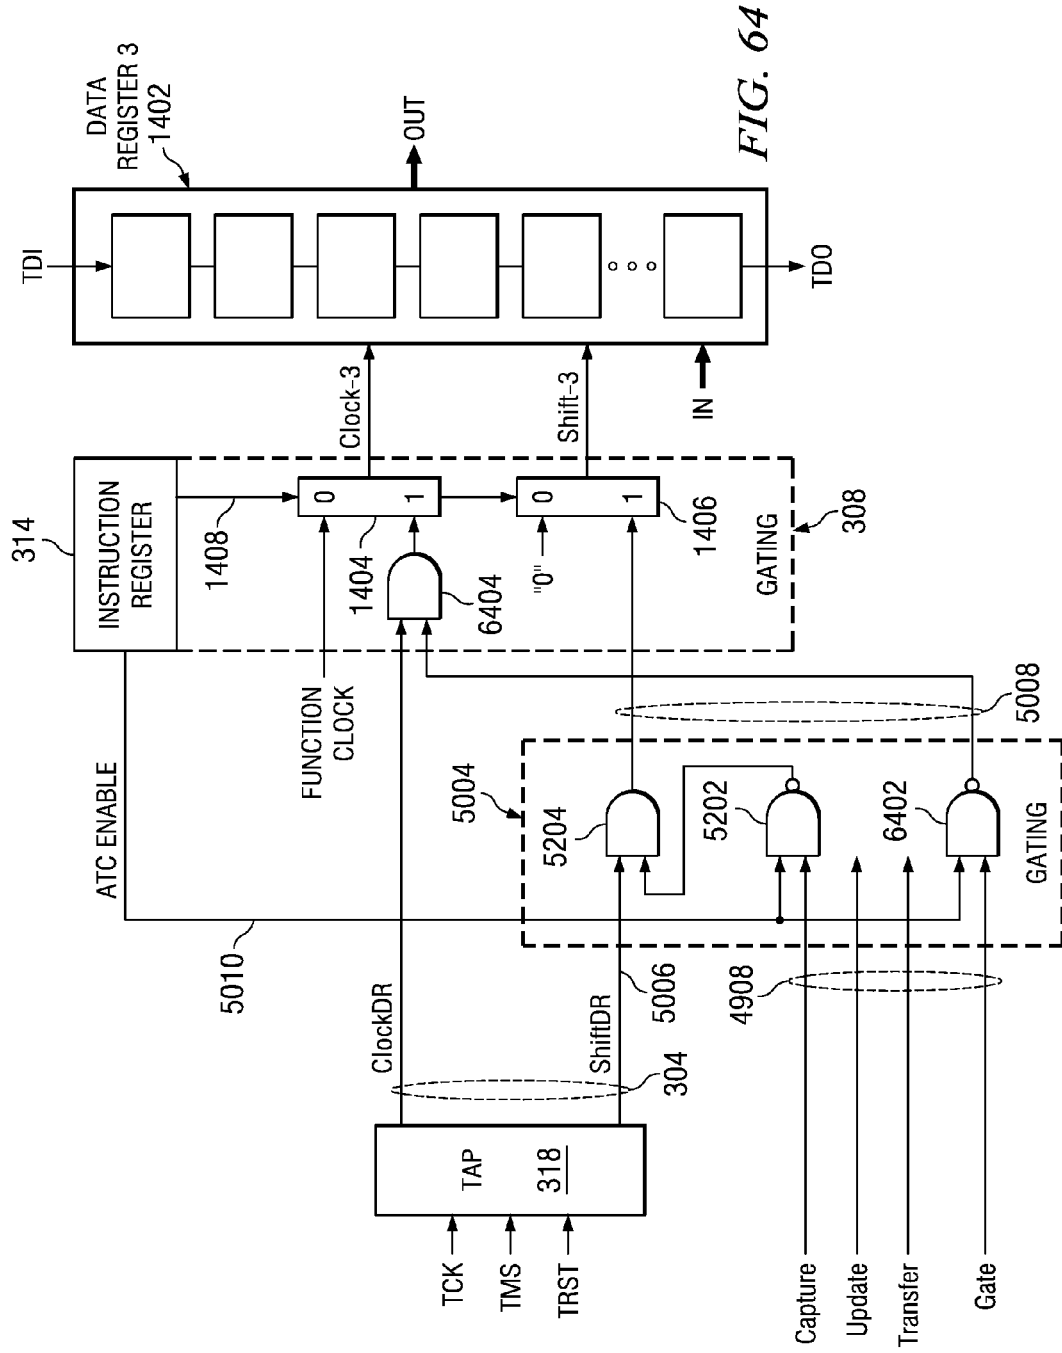 314
INSTRUCTION
REGISTER
1408
1404
6404
FUNCTION
CLOCK
"0"
0
1
0
1
1406
GATING
308
Clock-3
Shift-3
DATA
REGISTER 3
1402
TDI
OUT
IN
TDO
ATC ENABLE
5010
ClockDR
ShiftDR
304
5006
TAP
318
TCK
TMS
TRST
5004
5204
5202
6402
GATING
5008
4908
Capture
Update
Transfer
Gate
FIG. 64